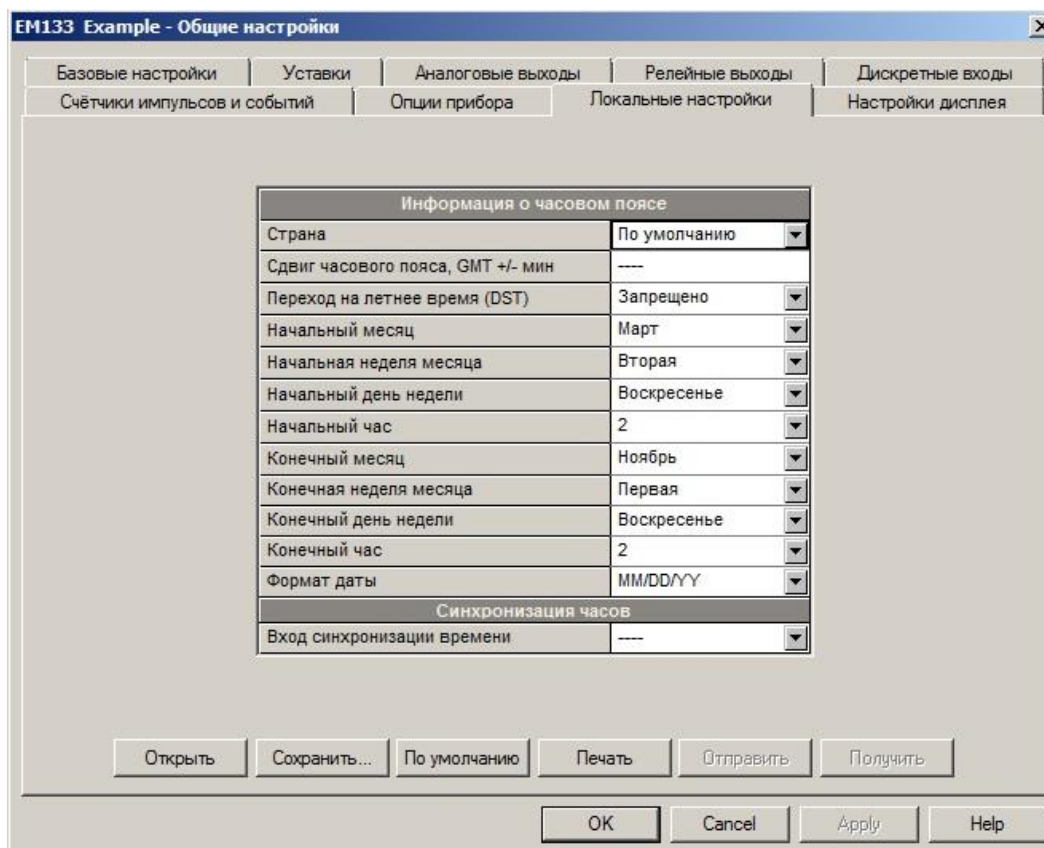 EM133 Example - Общие настройки
Базовые настройки Уставки Аналоговые выходы Релейные выходы Дискретные входы
Счётчики импульсов и событий Опции прибора Локальные настройки Настройки дисплея
Информация о часовом поясе
Страна По умолчанию
Сдвиг часового пояса, GMT +/- мин ----
Переход на летнее время (DST) Запрещено
Начальный месяц Март
Начальная неделя месяца Вторая
Начальный день недели Воскресенье
Начальный час 2
Конечный месяц Ноябрь
Конечная неделя месяца Первая
Конечный день недели Воскресенье
Конечный час 2
Формат даты MM/DD/YY
Синхронизация часов
Вход синхронизации времени ----
Открыть Сохранить... По умолчанию Печать Отправить Получить
OK Cancel Apply Help